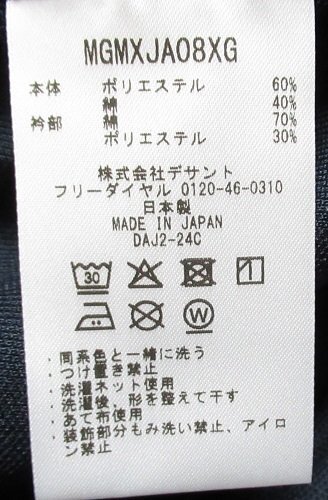 MGMXJA08XG
本体 ポリエステル 60%
綿 40%
衿部 綿 70%
ポリエステル 30%
株式会社デサント
フリーダイヤル 0120-46-0310
日本製
MADE IN JAPAN
DAJ2-24C
30
W
・同系色と一緒に洗う
・つけ置き禁止
・洗濯ネット使用
・洗濯後、形を整えて干す
・あて布使用
・装飾部分もみ洗い禁止、アイロ
ン禁止